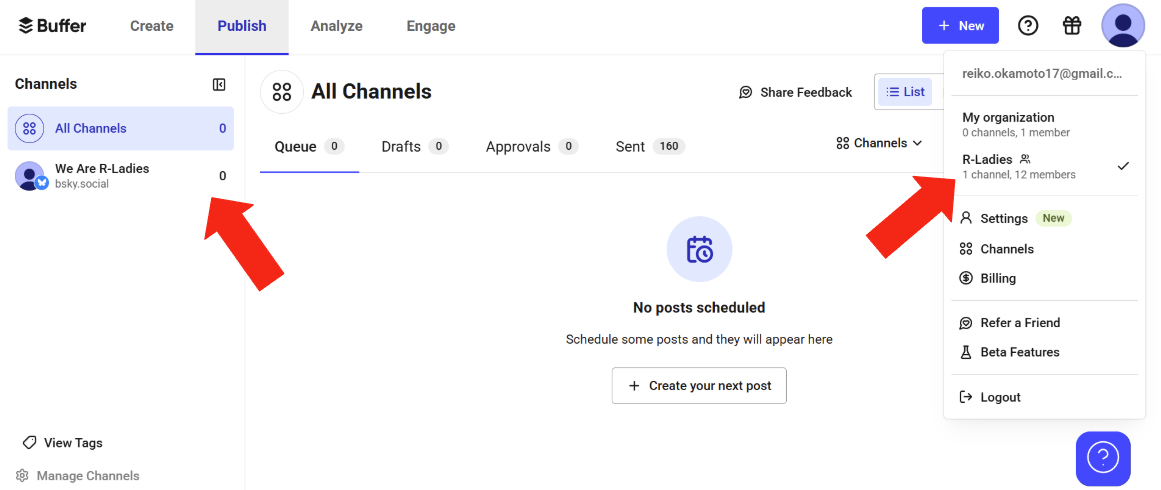 Buffer
Create
Publish
Analyze
Engage
+ New
Channels
All Channels 0
We Are R-Ladies 0
bsky.social
View Tags
Manage Channels
All Channels
Share Feedback
List
Queue 0
Drafts 0
Approvals 0
Sent 160
Channels
No posts scheduled
Schedule some posts and they will appear here
+ Create your next post
reiko.okamoto17@gmail.c...
My organization
0 channels, 1 member
R-Ladies
1 channel, 12 members
Settings New
Channels
Billing
Refer a Friend
Beta Features
Logout